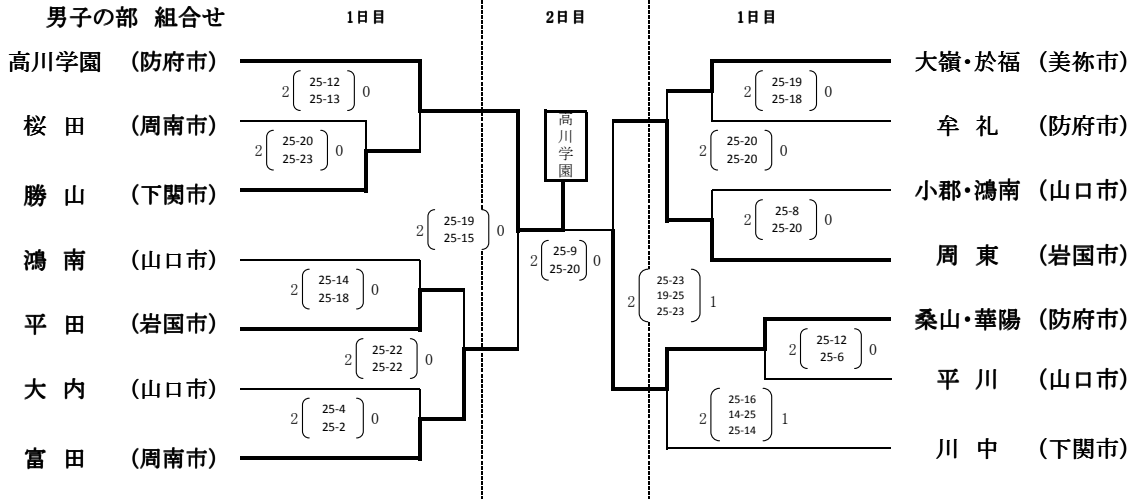 男子の部 組合せ
1日目
2日目
1日目
高川学園 (防府市)
2 25-12 0
25-13
桜 田 (周南市)
2 25-20 0
25-23
勝 山 (下関市)
2 25-19 0
25-15
鴻 南 (山口市)
2 25-14 0
25-18
平 田 (岩国市)
2 25-22 0
25-22
大 内 (山口市)
2 25-4 0
25-2
富 田 (周南市)
高川学園
2 25-9 0
25-20
大嶺・於福 (美祢市)
2 25-19 0
25-18
牟 礼 (防府市)
2 25-20 0
25-20
小郡・鴻南 (山口市)
2 25-8 0
25-20
周 東 (岩国市)
2 25-23 1
19-25
25-23
桑山・華陽 (防府市)
2 25-12 0
25-6
平 川 (山口市)
2 25-16 1
14-25
25-14
川 中 (下関市)